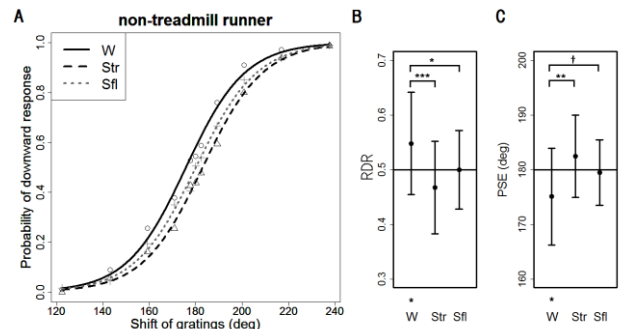 A
non-treadmill runner
W
Str
Sfl
Probability of downward response
0.0
0.2
0.4
0.6
0.8
1.0
120
140
160
180
200
220
240
Shift of gratings (deg
B
RDR
0.3
0.4
0.5
0.6
0.7
*
***
*
W Str Sfl
C
PSE (deg)
160
170
180
190
200
†
**
*
W Str Sfl